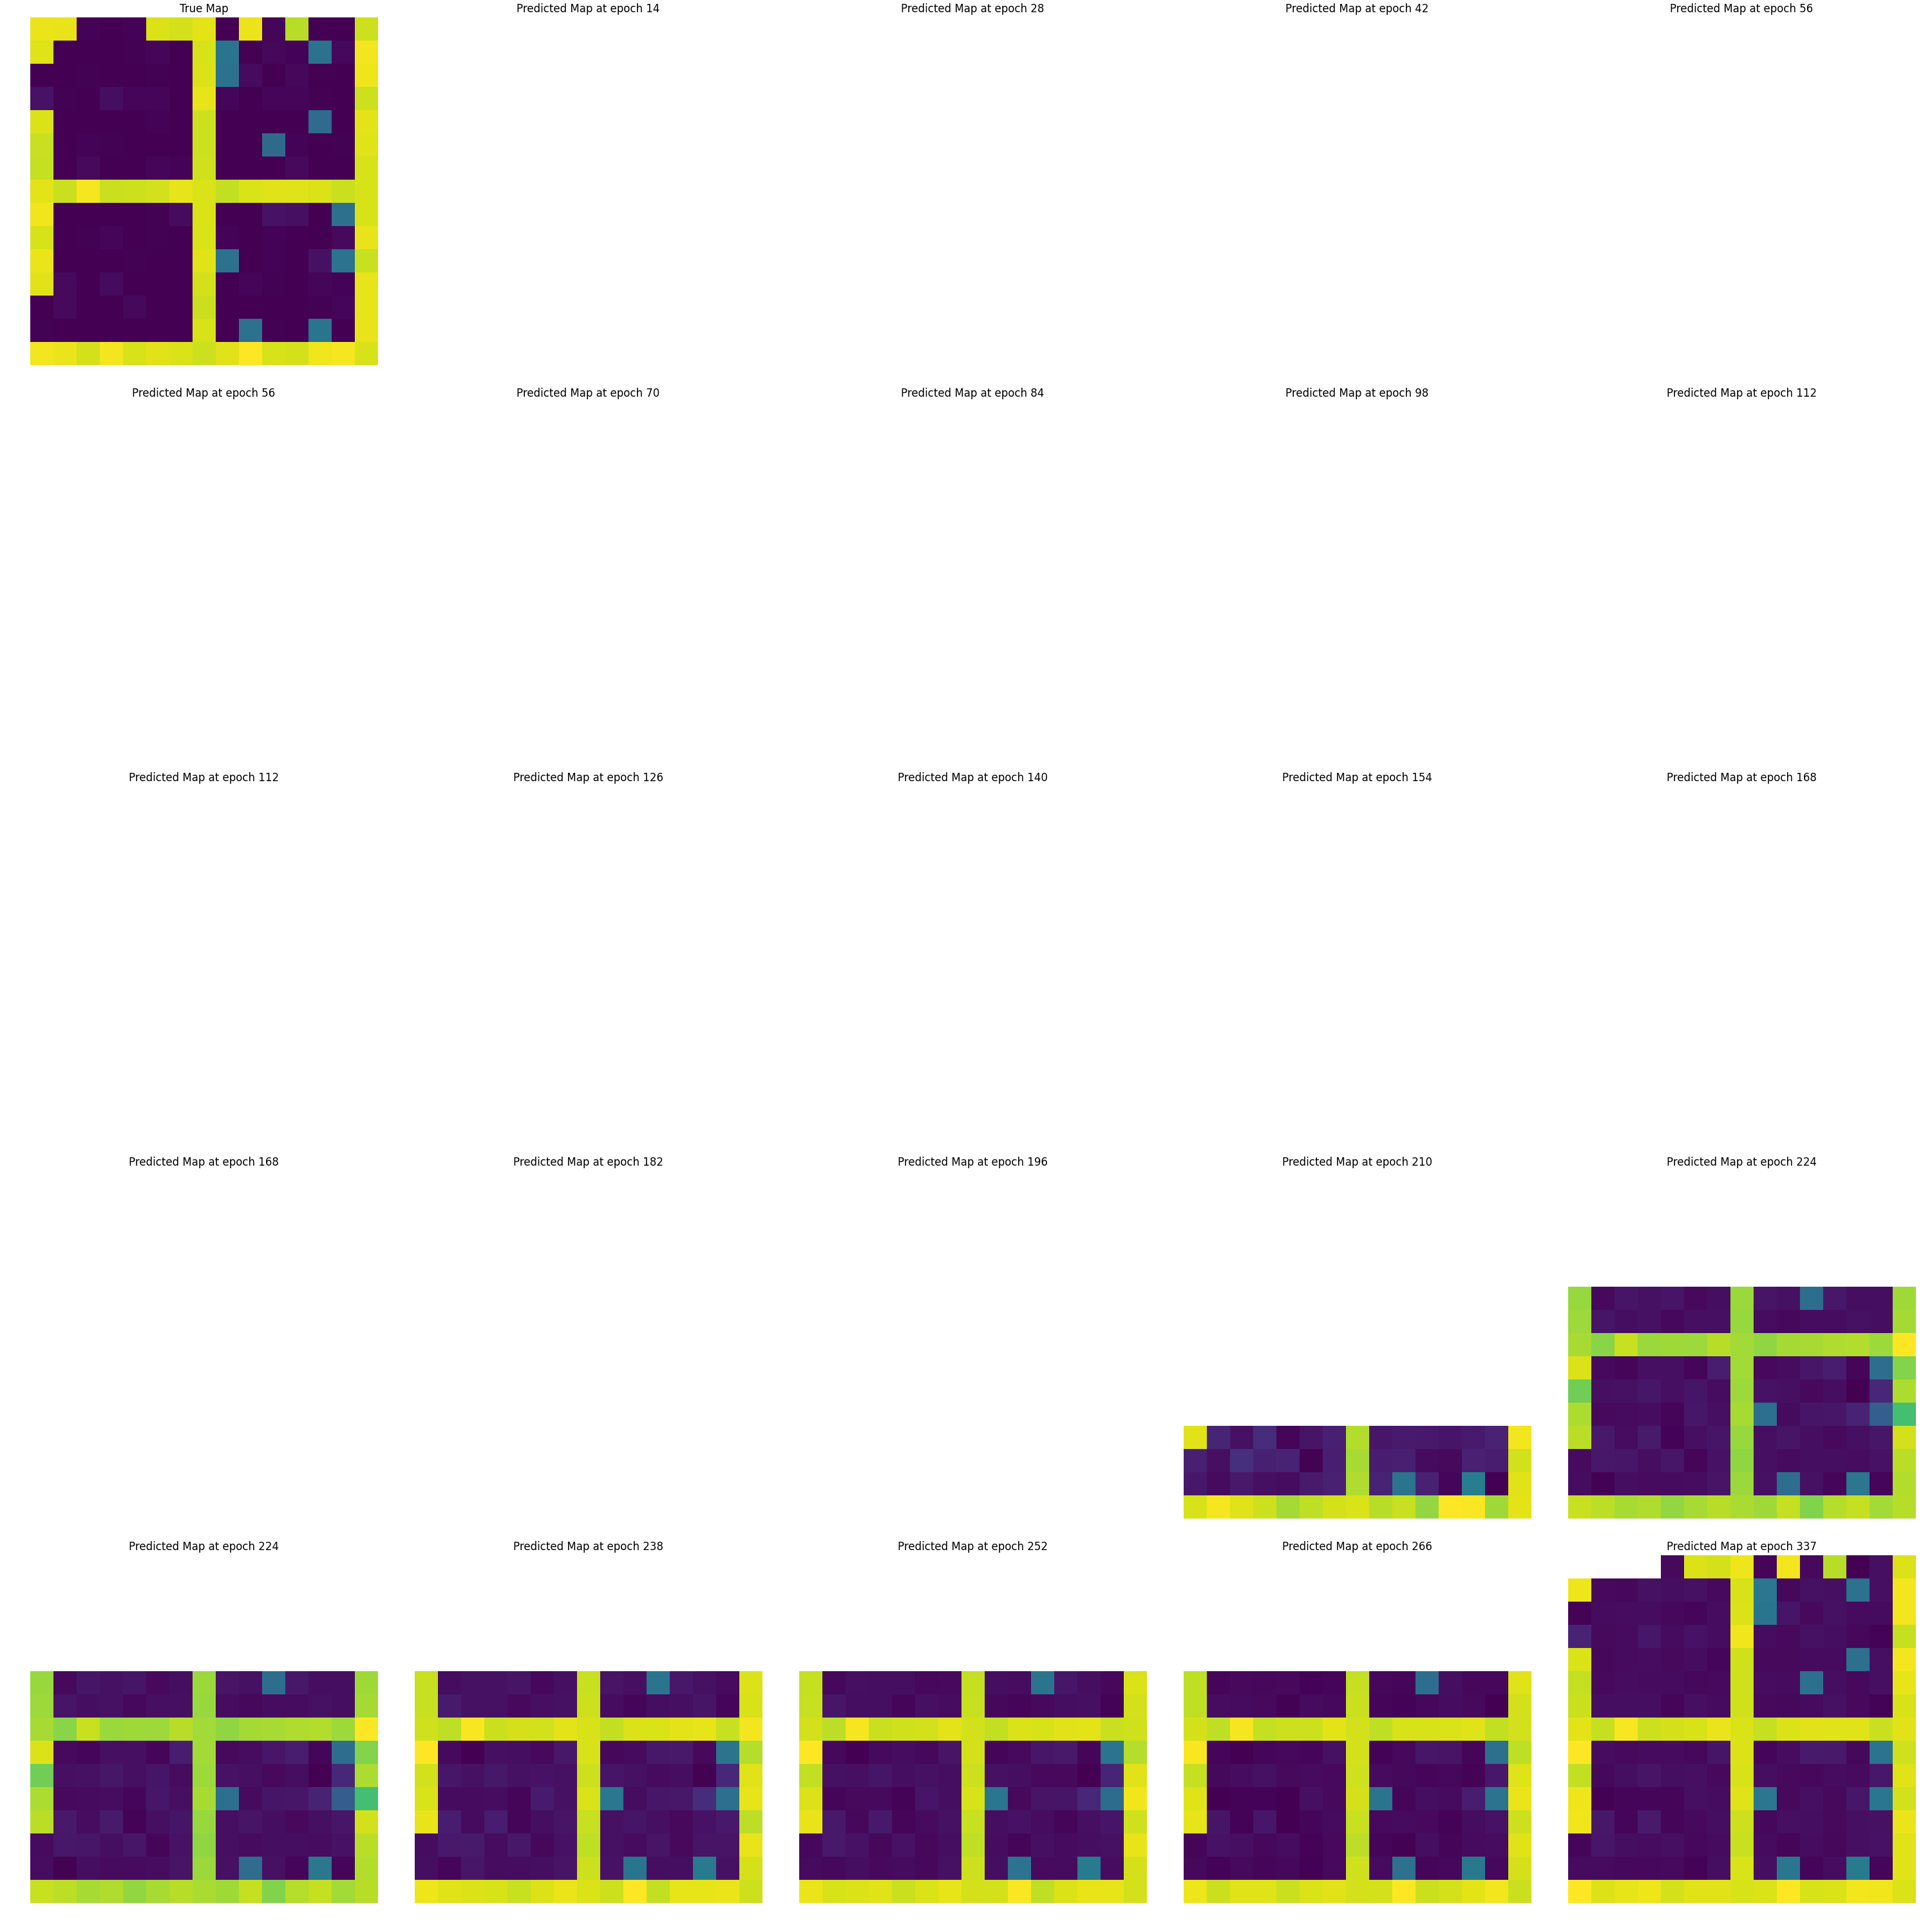 True Map
Predicted Map at epoch 14
Predicted Map at epoch 28
Predicted Map at epoch 42
Predicted Map at epoch 56
Predicted Map at epoch 56
Predicted Map at epoch 70
Predicted Map at epoch 84
Predicted Map at epoch 98
Predicted Map at epoch 112
Predicted Map at epoch 112
Predicted Map at epoch 126
Predicted Map at epoch 140
Predicted Map at epoch 154
Predicted Map at epoch 168
Predicted Map at epoch 168
Predicted Map at epoch 182
Predicted Map at epoch 196
Predicted Map at epoch 210
Predicted Map at epoch 224
Predicted Map at epoch 224
Predicted Map at epoch 238
Predicted Map at epoch 252
Predicted Map at epoch 266
Predicted Map at epoch 337